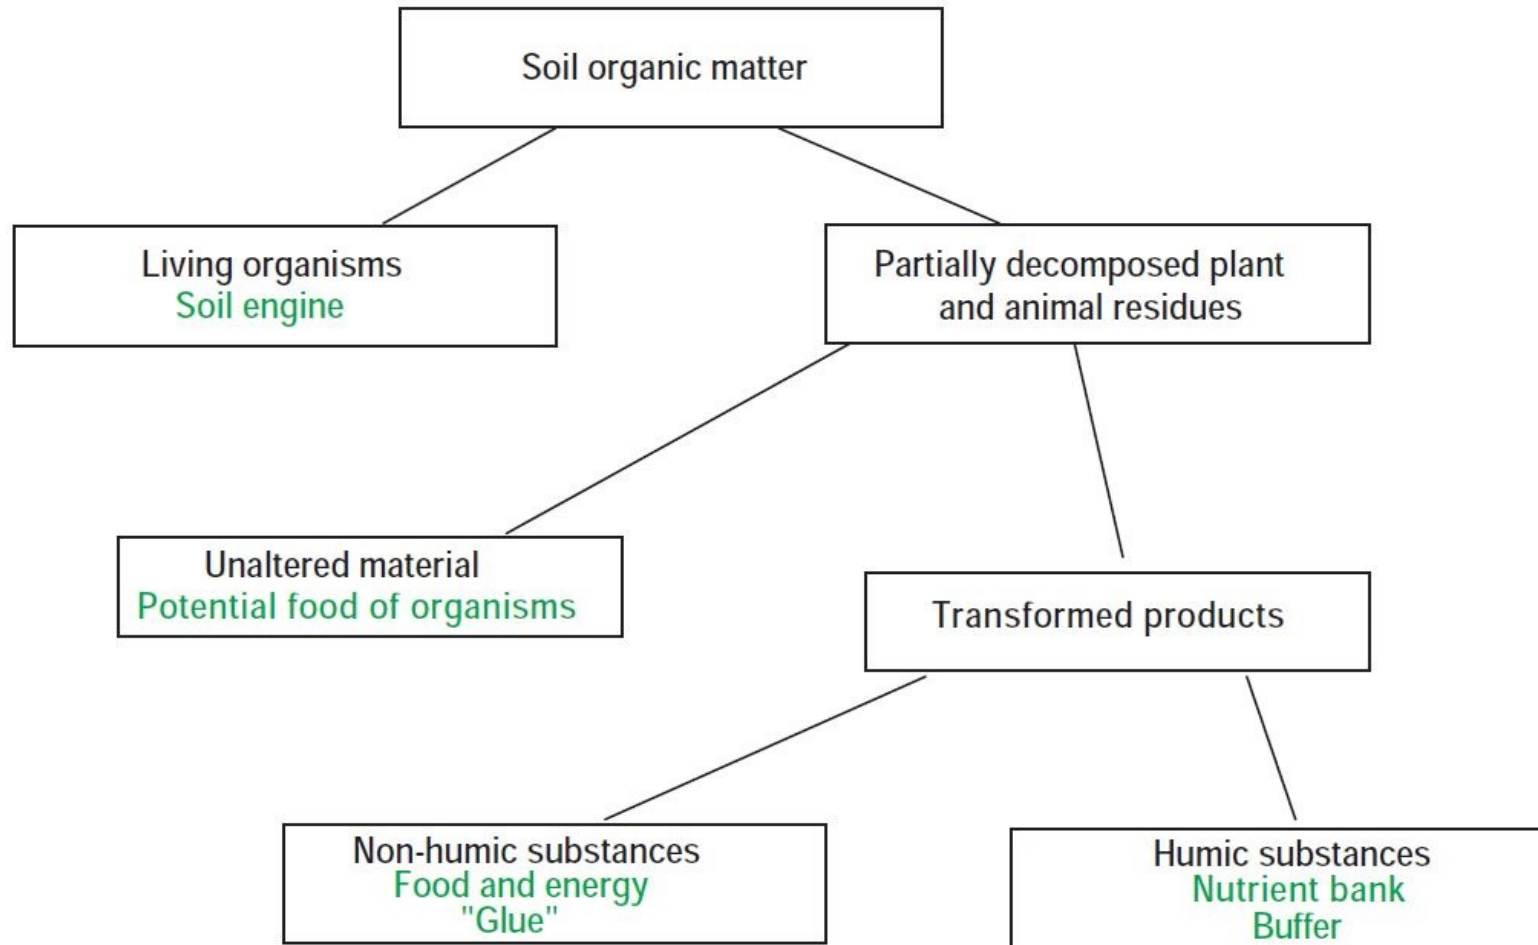 Soil organic matter
Living organisms
Soil engine
Partially decomposed plant
and animal residues
Unaltered material
Potential food of organisms
Transformed products
Non-humic substances
Food and energy
"Glue"
Humic substances
Nutrient bank
Buffer